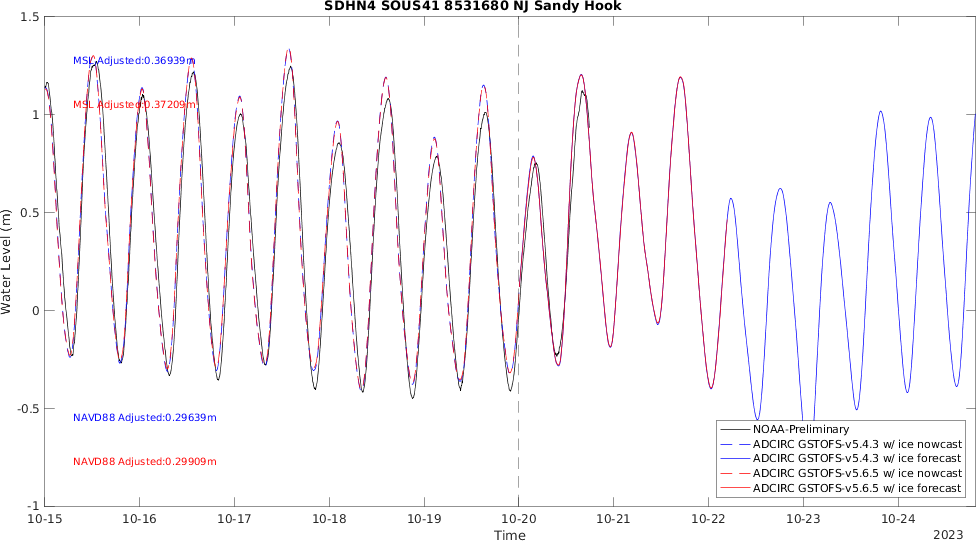 SDHN4 SOUS41 8531680 NJ Sandy Hook
1.5
1
0.5
0
-0.5
-1
Water Level (m)
MSL Adjusted:0.36939m
MSL Adjusted:0.37209m
NAVD88 Adjusted:0.29639m
NAVD88 Adjusted:0.29909m
NOAA-Preliminary
ADCIRC GSTOFS-v5.4.3 w/ ice nowcast
ADCIRC GSTOFS-v5.4.3 w/ ice forecast
ADCIRC GSTOFS-v5.6.5 w/ ice nowcast
ADCIRC GSTOFS-v5.6.5 w/ ice forecast
10-15 10-16 10-17 10-18 10-19 10-20 10-21 10-22 10-23 10-24
Time
2023